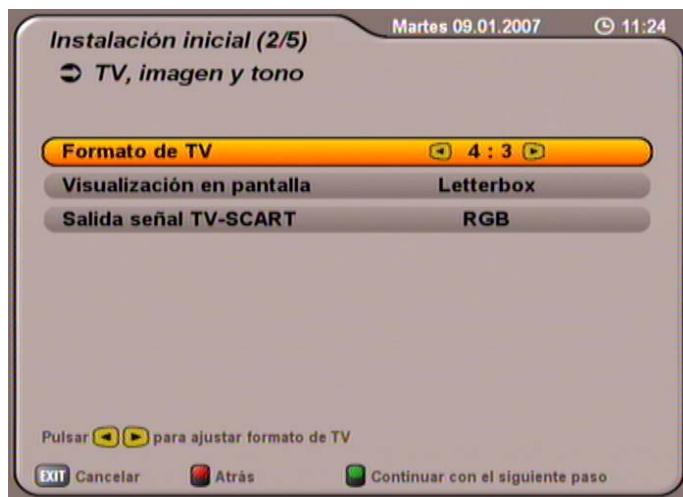 Instalación inicial (2/5)
Martes 09.01.2007 11:24
TV, imagen y tono
Formato de TV 4 : 3
Visualización en pantalla Letterbox
Salida señal TV-SCART RGB
Pulsar para ajustar formato de TV
EXIT Cancelar Atrás Continuar con el siguiente paso